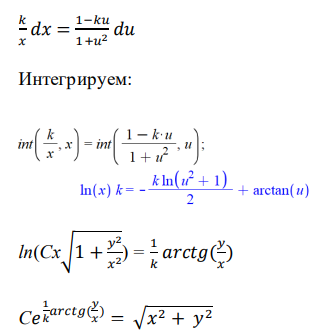 k/x dx = (1−ku)/(1+u²) du
Интегрируем:
int(k/x, x) = int((1 − k·u)/(1 + u²), u);
ln(x) k = - (k ln(u² + 1))/2 + arctan(u)
ln(Cx√(1 + y²/x²)) = 1/k arctg(y/x)
Ce^(1/k arctg(y/x)) = √(x² + y²)